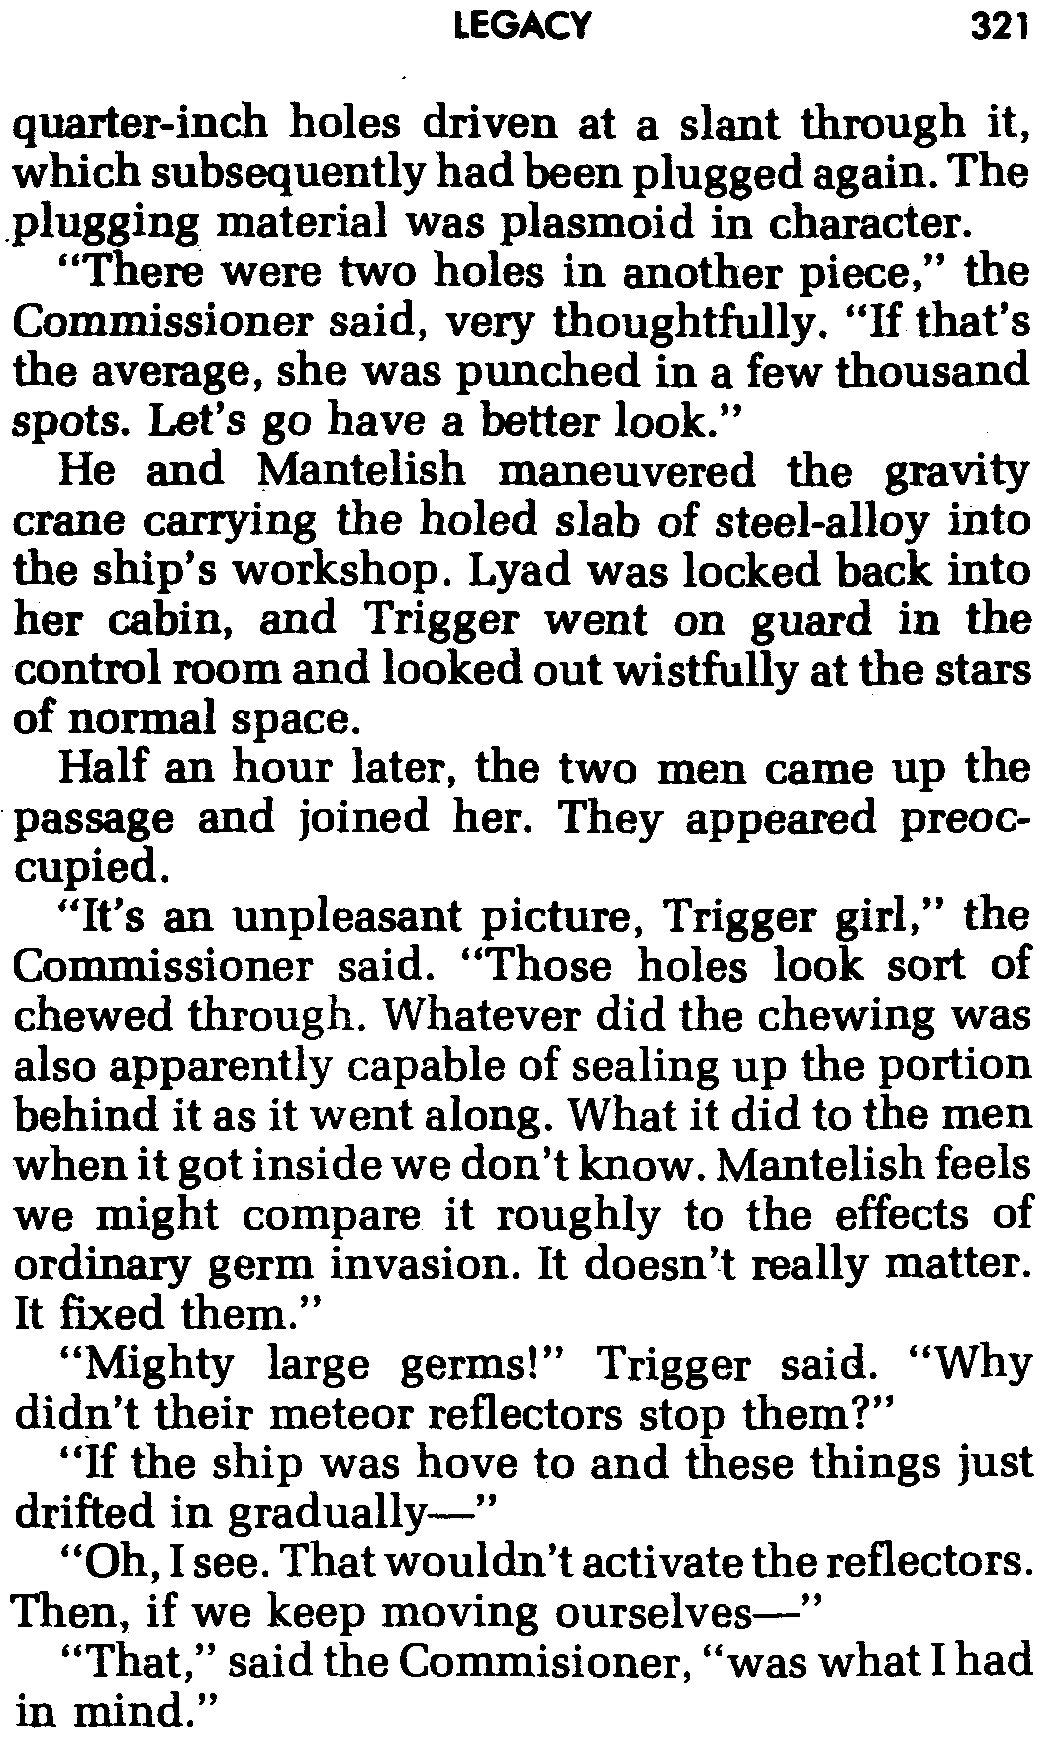 LEGACY 321
quarter-inch holes driven at a slant through it,
which subsequently had been plugged again. The
plugging material was plasmoid in character.
“There were two holes in another piece,” the
Commissioner said, very thoughtfully. “If that’s
the average, she was punched in a few thousand
spots. Let’s go have a better look.”
He and Mantelish maneuvered the gravity
crane carrying the holed slab of steel-alloy into
the ship’s workshop. Lyad was locked back into
her cabin, and Trigger went on guard in the
control room and looked out wistfully at the stars
of normal space.
Half an hour later, the two men came up the
passage and joined her. They appeared preoc-
cupied.
“It’s an unpleasant picture, Trigger girl,” the
Commissioner said. “Those holes look sort of
chewed through. Whatever did the chewing was
also apparently capable of sealing up the portion
behind it as it went along. What it did to the men
when it got inside we don’t know. Mantelish feels
we might compare it roughly to the effects of
ordinary germ invasion. It doesn’t really matter.
It fixed them.”
“Mighty large germs!” Trigger said. “Why
didn’t their meteor reflectors stop them?”
“If the ship was hove to and these things just
drifted in gradually—”
“Oh, I see. That wouldn’t activate the reflectors.
Then, if we keep moving ourselves—”
“That,” said the Commisioner, “was what I had
in mind.”